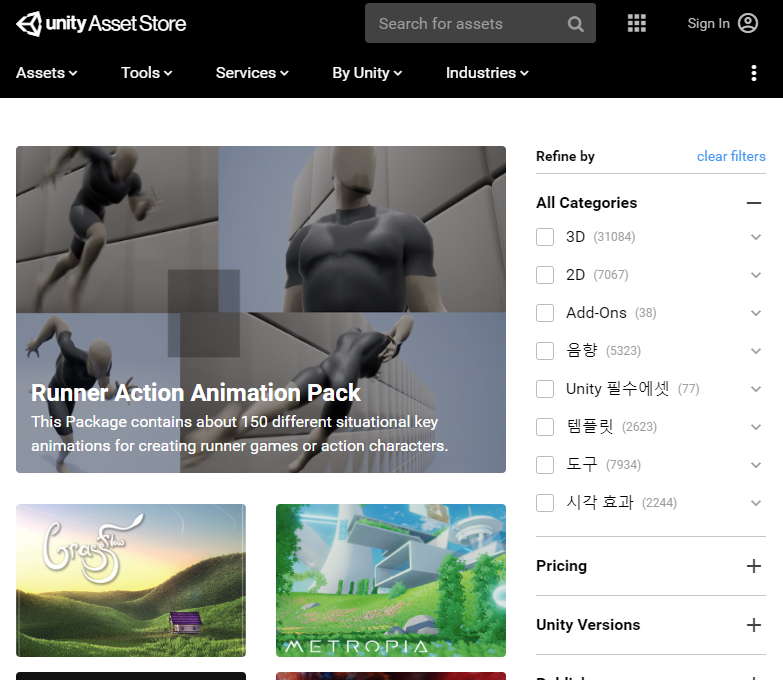 unity Asset Store
Search for assets
Sign In
Assets
Tools
Services
By Unity
Industries
Runner Action Animation Pack
This Package contains about 150 different situational key
animations for creating runner games or action characters.
METROPIA
Refine by
clear filters
All Categories
3D (31084)
2D (7067)
Add-Ons (38)
음향 (5323)
Unity 필수에셋 (77)
템플릿 (2623)
도구 (7934)
시각 효과 (2244)
Pricing
Unity Versions